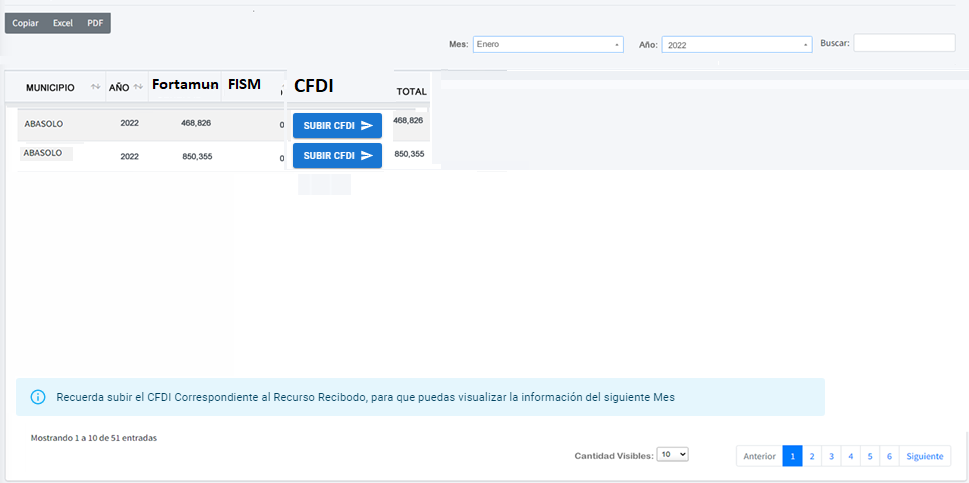 Copiar Excel PDF
Mes: Enero Año: 2022 Buscar:
MUNICIPIO AÑO Fortamun FISM CFDI TOTAL
ABASOLO 2022 468,826 0 SUBIR CFDI 468,826
ABASOLO 2022 850,355 0 SUBIR CFDI 850,355
Recuerda subir el CFDI Correspondiente al Recurso Recibodo, para que puedas visualizar la información del siguiente Mes
Mostrando 1 a 10 de 51 entradas
Cantidad Visibles: 10 Anterior 1 2 3 4 5 6 Siguiente